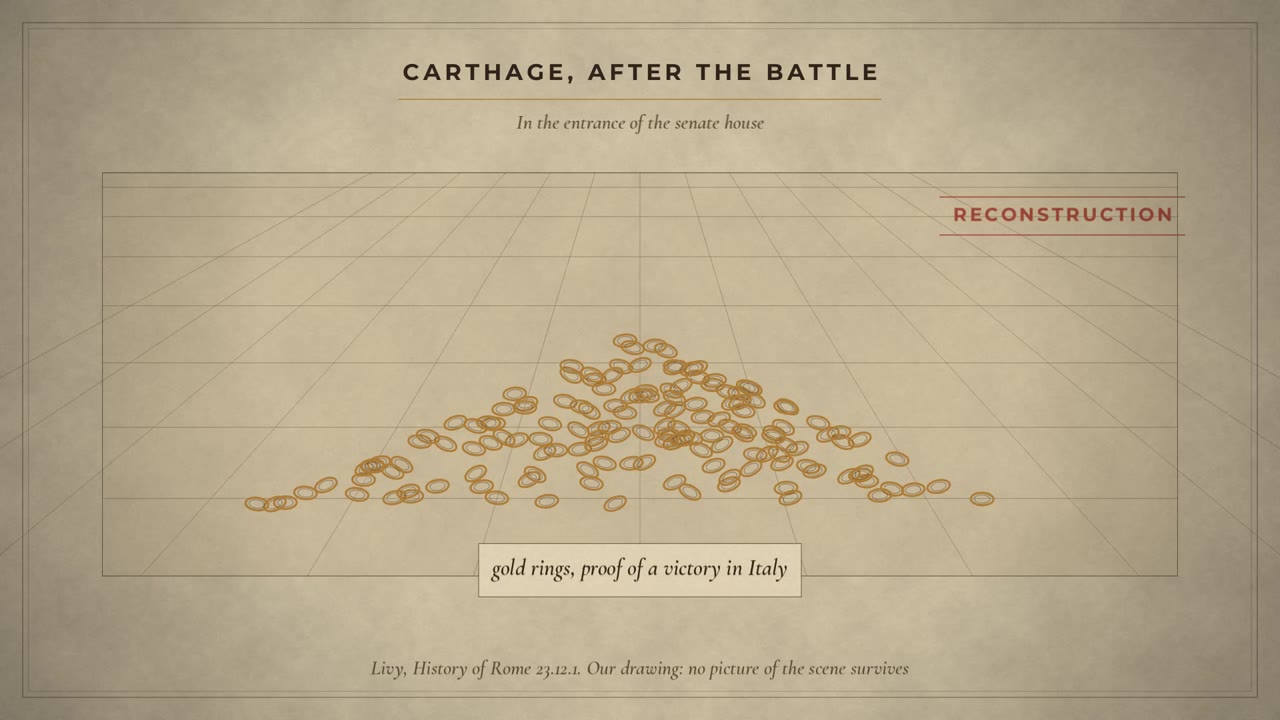 CARTHAGE, AFTER THE BATTLE
In the entrance of the senate house
RECONSTRUCTION
gold rings, proof of a victory in Italy
Livy, History of Rome 23.12.1. Our drawing: no picture of the scene survives